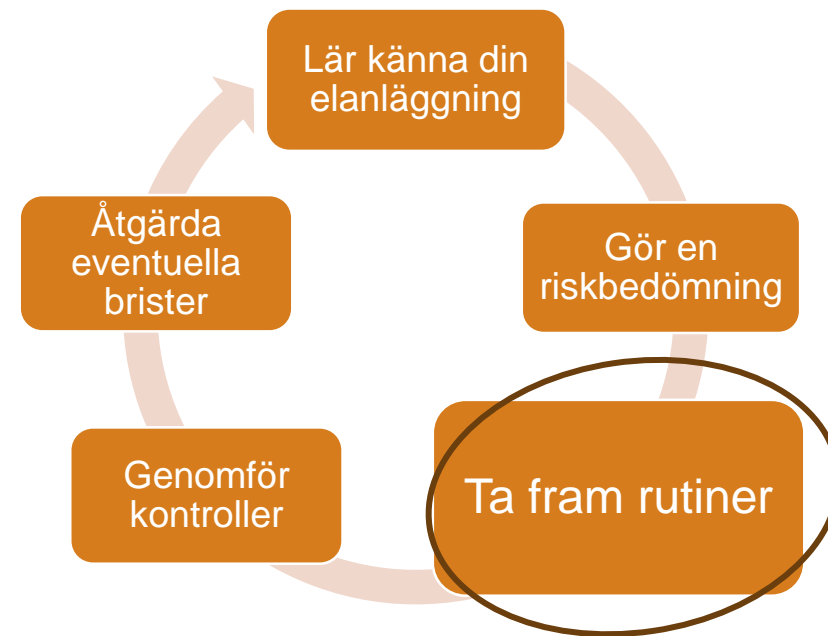 Lär känna din
elanläggning
Gör en
riskbedömning
Ta fram rutiner
Genomför
kontroller
Åtgärda
eventuella
brister